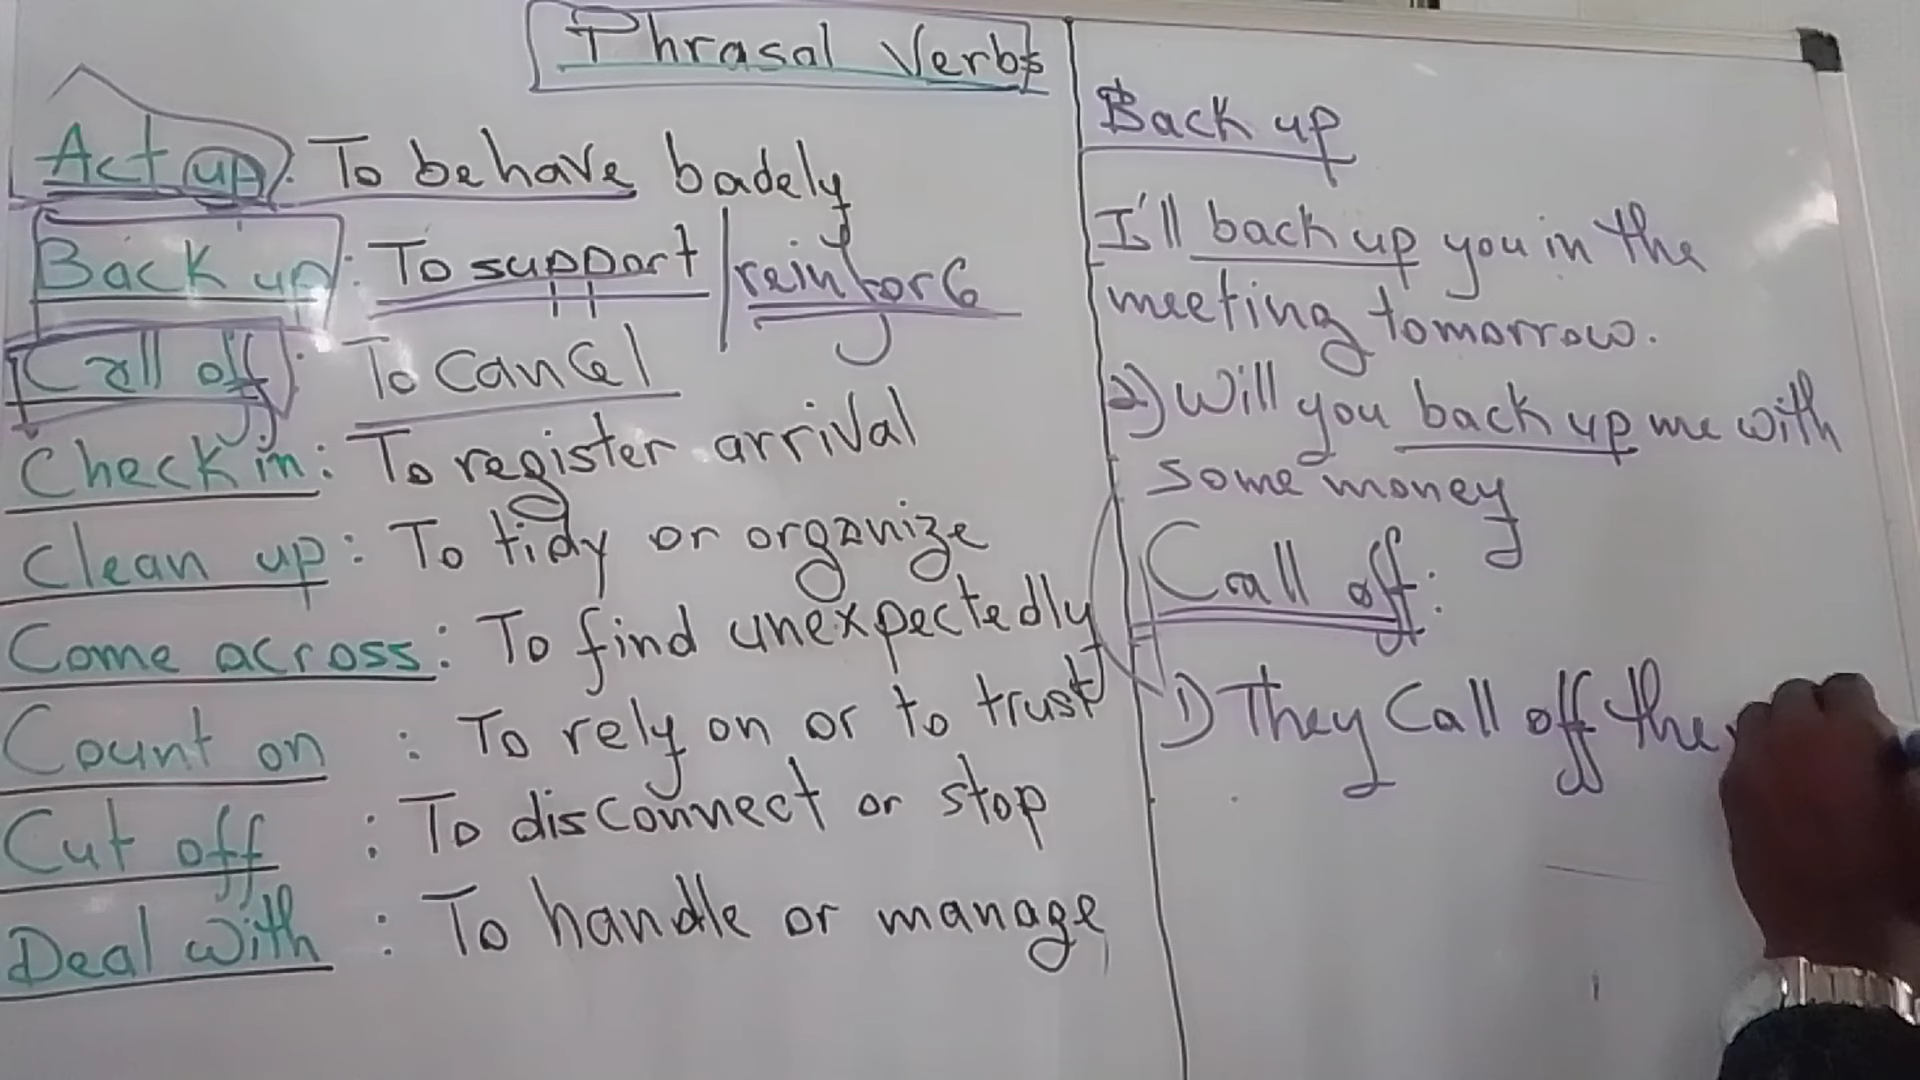 Phrasal Verbs
Act up: To behave badely
Back up: To support / reinforce
Call off: To cancel
Check in: To register arrival
Clean up: To tidy or organize
Come across: To find unexpectedly
Count on : To rely on or to trust
Cut off : To disconnect or stop
Deal with : To handle or manage
Back up
I'll back up you in the
meeting tomorrow.
2) Will you back up me with
some money
Call off:
1) They Call off the